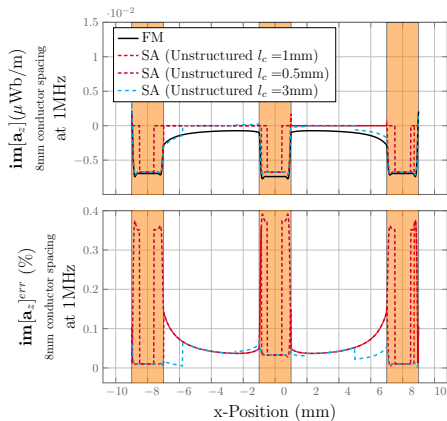 ·10⁻²
1.5
1
0.5
0
−0.5
im[a_z](μWb/m)
8mm conductor spacing
at 1MHz
FM
SA (Unstructured l_c =1mm)
SA (Unstructured l_c =0.5mm)
SA (Unstructured l_c =3mm)
0.4
0.3
0.2
0.1
0
im[a_z]^err (%)
8mm conductor spacing
at 1MHz
−10 −8 −6 −4 −2 0 2 4 6 8 10
x-Position (mm)